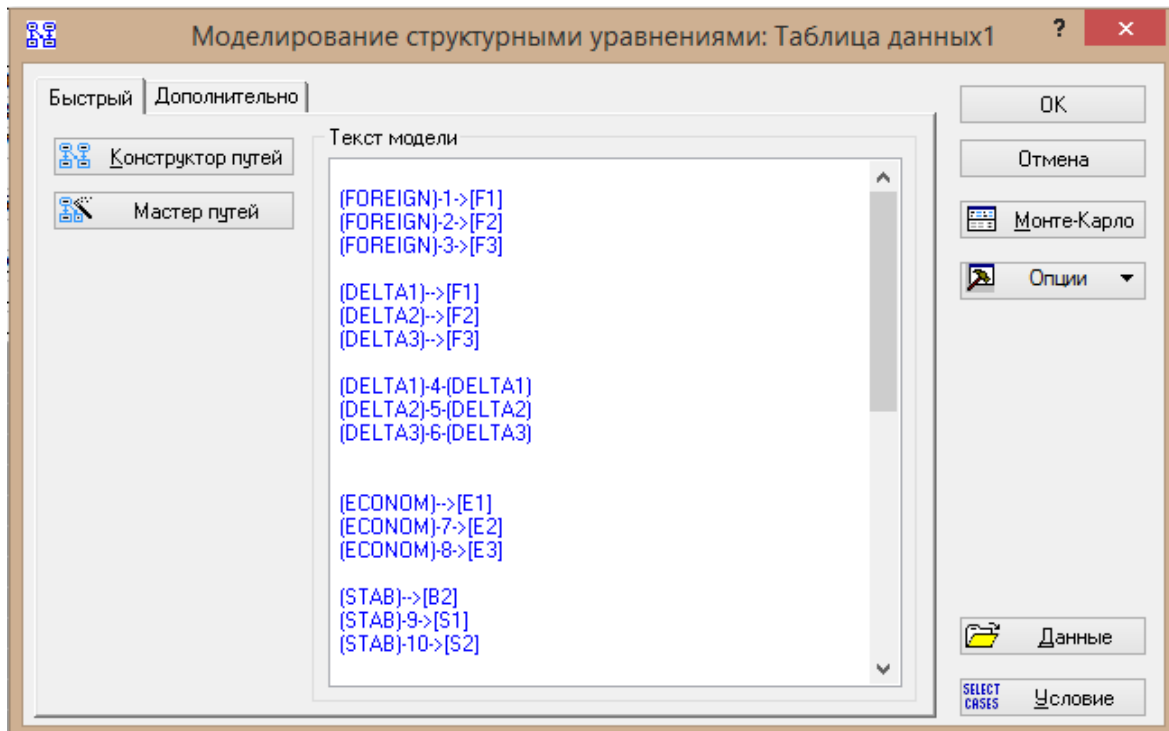 Моделирование структурными уравнениями: Таблица данных1 ? ×
Быстрый Дополнительно
Конструктор путей
Мастер путей
Текст модели
(FOREIGN)-1->[F1]
(FOREIGN)-2->[F2]
(FOREIGN)-3->[F3]
(DELTA1)-->[F1]
(DELTA2)-->[F2]
(DELTA3)-->[F3]
(DELTA1)-4-(DELTA1)
(DELTA2)-5-(DELTA2)
(DELTA3)-6-(DELTA3)
(ECONOM)-->[E1]
(ECONOM)-7->[E2]
(ECONOM)-8->[E3]
(STAB)-->[B2]
(STAB)-9->[S1]
(STAB)-10->[S2]
OK
Отмена
Монте-Карло
Опции
Данные
SELECT CASES Условие